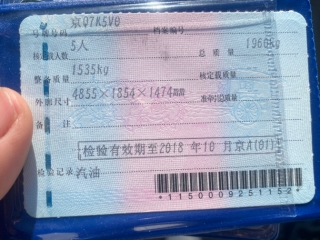 号牌号码 京Q7K5V0 档案编号
核定载人数 5人 总质量 1960kg
整备质量 1535kg 核定载质量
外廓尺寸 4855×1854×1474mm 准牵引总质量
备注
检验有效期至2018年10月京A(01)
检验记录 汽油
*1150009251152*